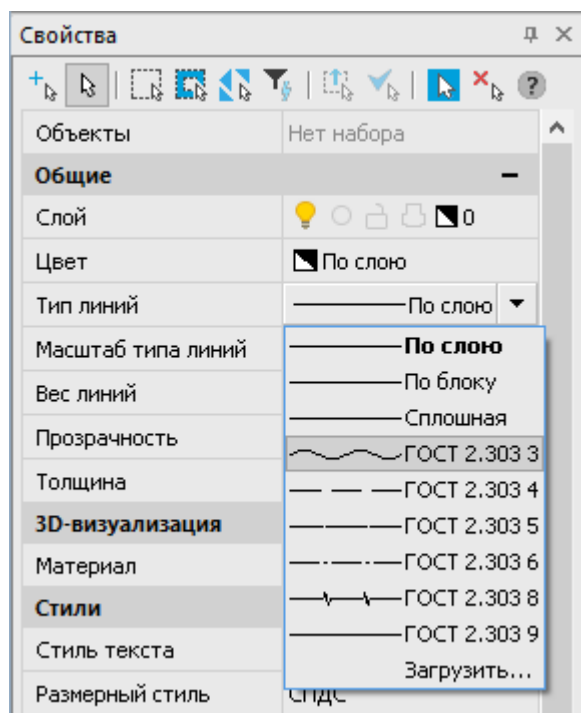 Свойства
Объекты Нет набора
Общие
Слой 0
Цвет По слою
Тип линий По слою
Масштаб типа линий По слою
Вес линий По блоку
Сплошная
Прозрачность ГОСТ 2.303 3
Толщина ГОСТ 2.303 4
3D-визуализация ГОСТ 2.303 5
Материал ГОСТ 2.303 6
Стили ГОСТ 2.303 8
Стиль текста ГОСТ 2.303 9
Загрузить...
Размерный стиль СПДС